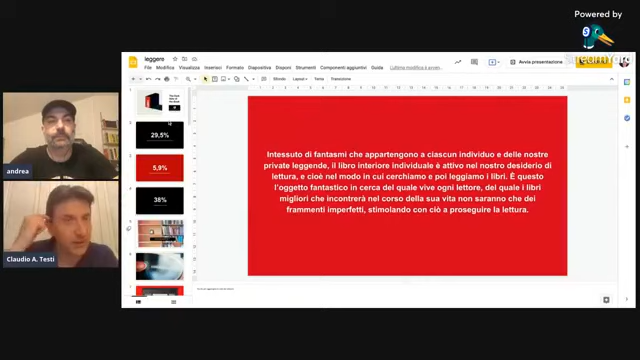 Powered by
StreamYard
leggere
File Modifica Visualizza Inserisci Formato Diapositiva Disponi Strumenti Componenti aggiuntivi Guida
Avvia presentazione
Sfondo Layout Tema Transizione
29,5%
5,9%
36%
Intessuto di fantasmi che appartengono a ciascun individuo e delle nostre
private leggende, il libro interiore individuale è attivo nel nostro desiderio di
lettura, e cioè nel modo in cui cerchiamo e poi leggiamo i libri. È questo
l'oggetto fantastico in cerca del quale vive ogni lettore, del quale i libri
migliori che incontrerà nel corso della sua vita non saranno che dei
frammenti imperfetti, stimolando con ciò a proseguire la lettura.
andrea
Claudio A. Testi